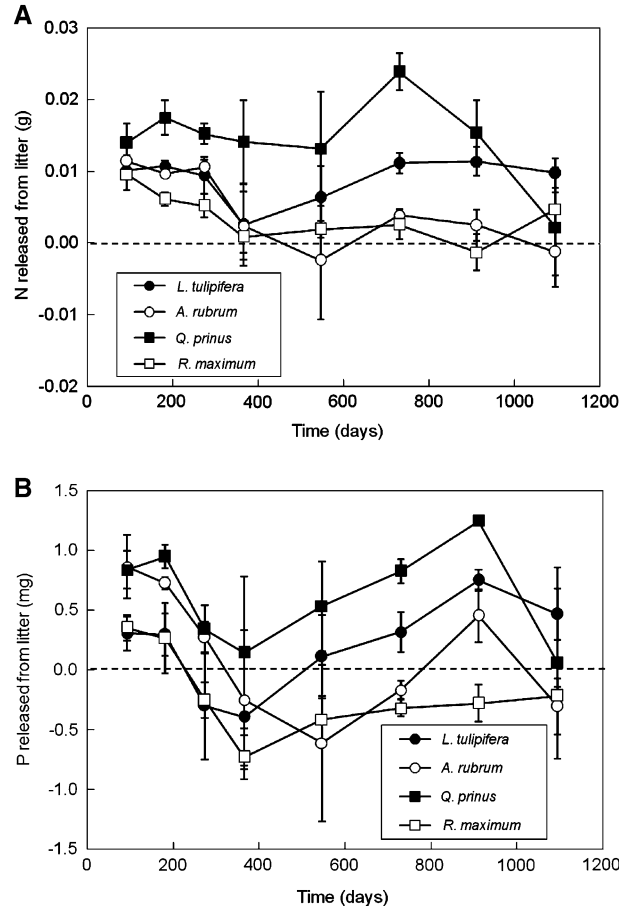 A
0.03
0.02
0.01
0.00
-0.01
-0.02
N released from litter (g)
L. tulipifera
A. rubrum
Q. prinus
R. maximum
0 200 400 600 800 1000 1200
Time (days)
B
1.5
1.0
0.5
0.0
-0.5
-1.0
-1.5
P released from litter (mg)
L. tulipifera
A. rubrum
Q. prinus
R. maximum
0 200 400 600 800 1000 1200
Time (days)